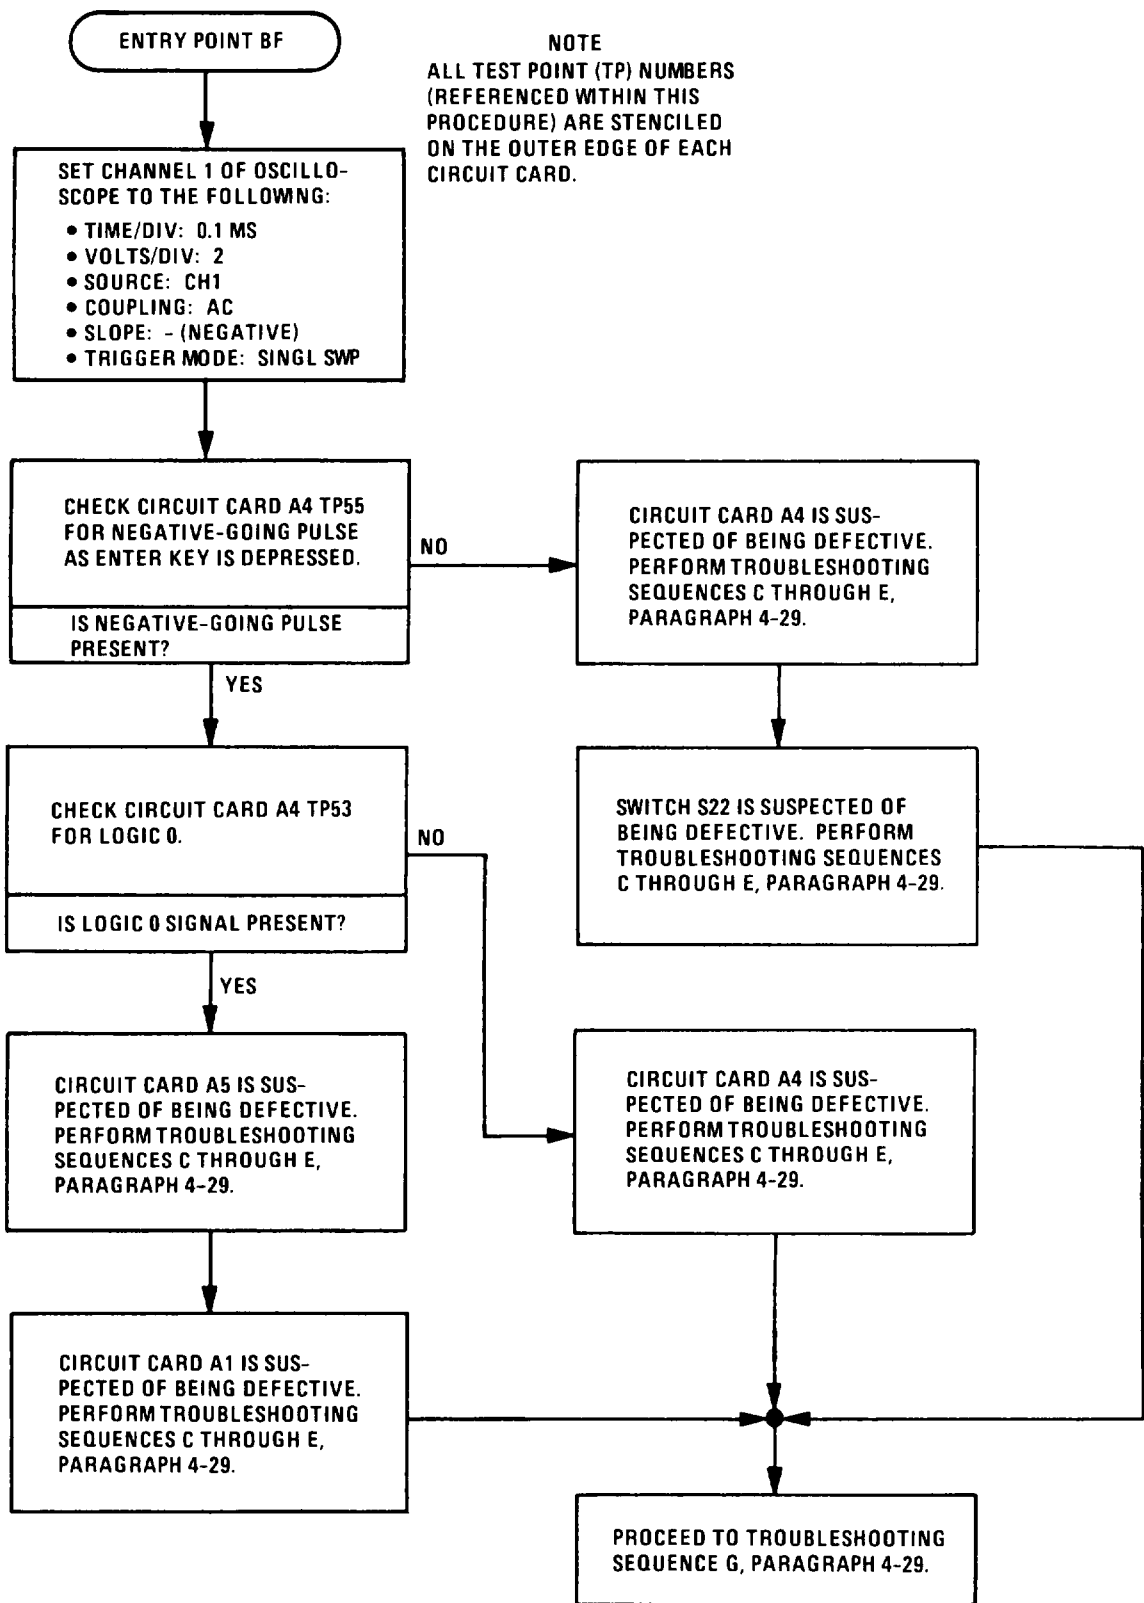 ENTRY POINT BF
NOTE
ALL TEST POINT (TP) NUMBERS
(REFERENCED WITHIN THIS
PROCEDURE) ARE STENCILED
ON THE OUTER EDGE OF EACH
CIRCUIT CARD.
SET CHANNEL 1 OF OSCILLO-
SCOPE TO THE FOLLOWING:
• TIME/DIV: 0.1 MS
• VOLTS/DIV: 2
• SOURCE: CH1
• COUPLING: AC
• SLOPE: - (NEGATIVE)
• TRIGGER MODE: SINGL SWP
CHECK CIRCUIT CARD A4 TP55
FOR NEGATIVE-GOING PULSE
AS ENTER KEY IS DEPRESSED.
IS NEGATIVE-GOING PULSE
PRESENT?
NO
CIRCUIT CARD A4 IS SUS-
PECTED OF BEING DEFECTIVE.
PERFORM TROUBLESHOOTING
SEQUENCES C THROUGH E,
PARAGRAPH 4-29.
YES
CHECK CIRCUIT CARD A4 TP53
FOR LOGIC 0.
IS LOGIC 0 SIGNAL PRESENT?
NO
SWITCH S22 IS SUSPECTED OF
BEING DEFECTIVE. PERFORM
TROUBLESHOOTING SEQUENCES
C THROUGH E, PARAGRAPH 4-29.
YES
CIRCUIT CARD A5 IS SUS-
PECTED OF BEING DEFECTIVE.
PERFORM TROUBLESHOOTING
SEQUENCES C THROUGH E,
PARAGRAPH 4-29.
CIRCUIT CARD A4 IS SUS-
PECTED OF BEING DEFECTIVE.
PERFORM TROUBLESHOOTING
SEQUENCES C THROUGH E,
PARAGRAPH 4-29.
CIRCUIT CARD A1 IS SUS-
PECTED OF BEING DEFECTIVE.
PERFORM TROUBLESHOOTING
SEQUENCES C THROUGH E,
PARAGRAPH 4-29.
PROCEED TO TROUBLESHOOTING
SEQUENCE G, PARAGRAPH 4-29.